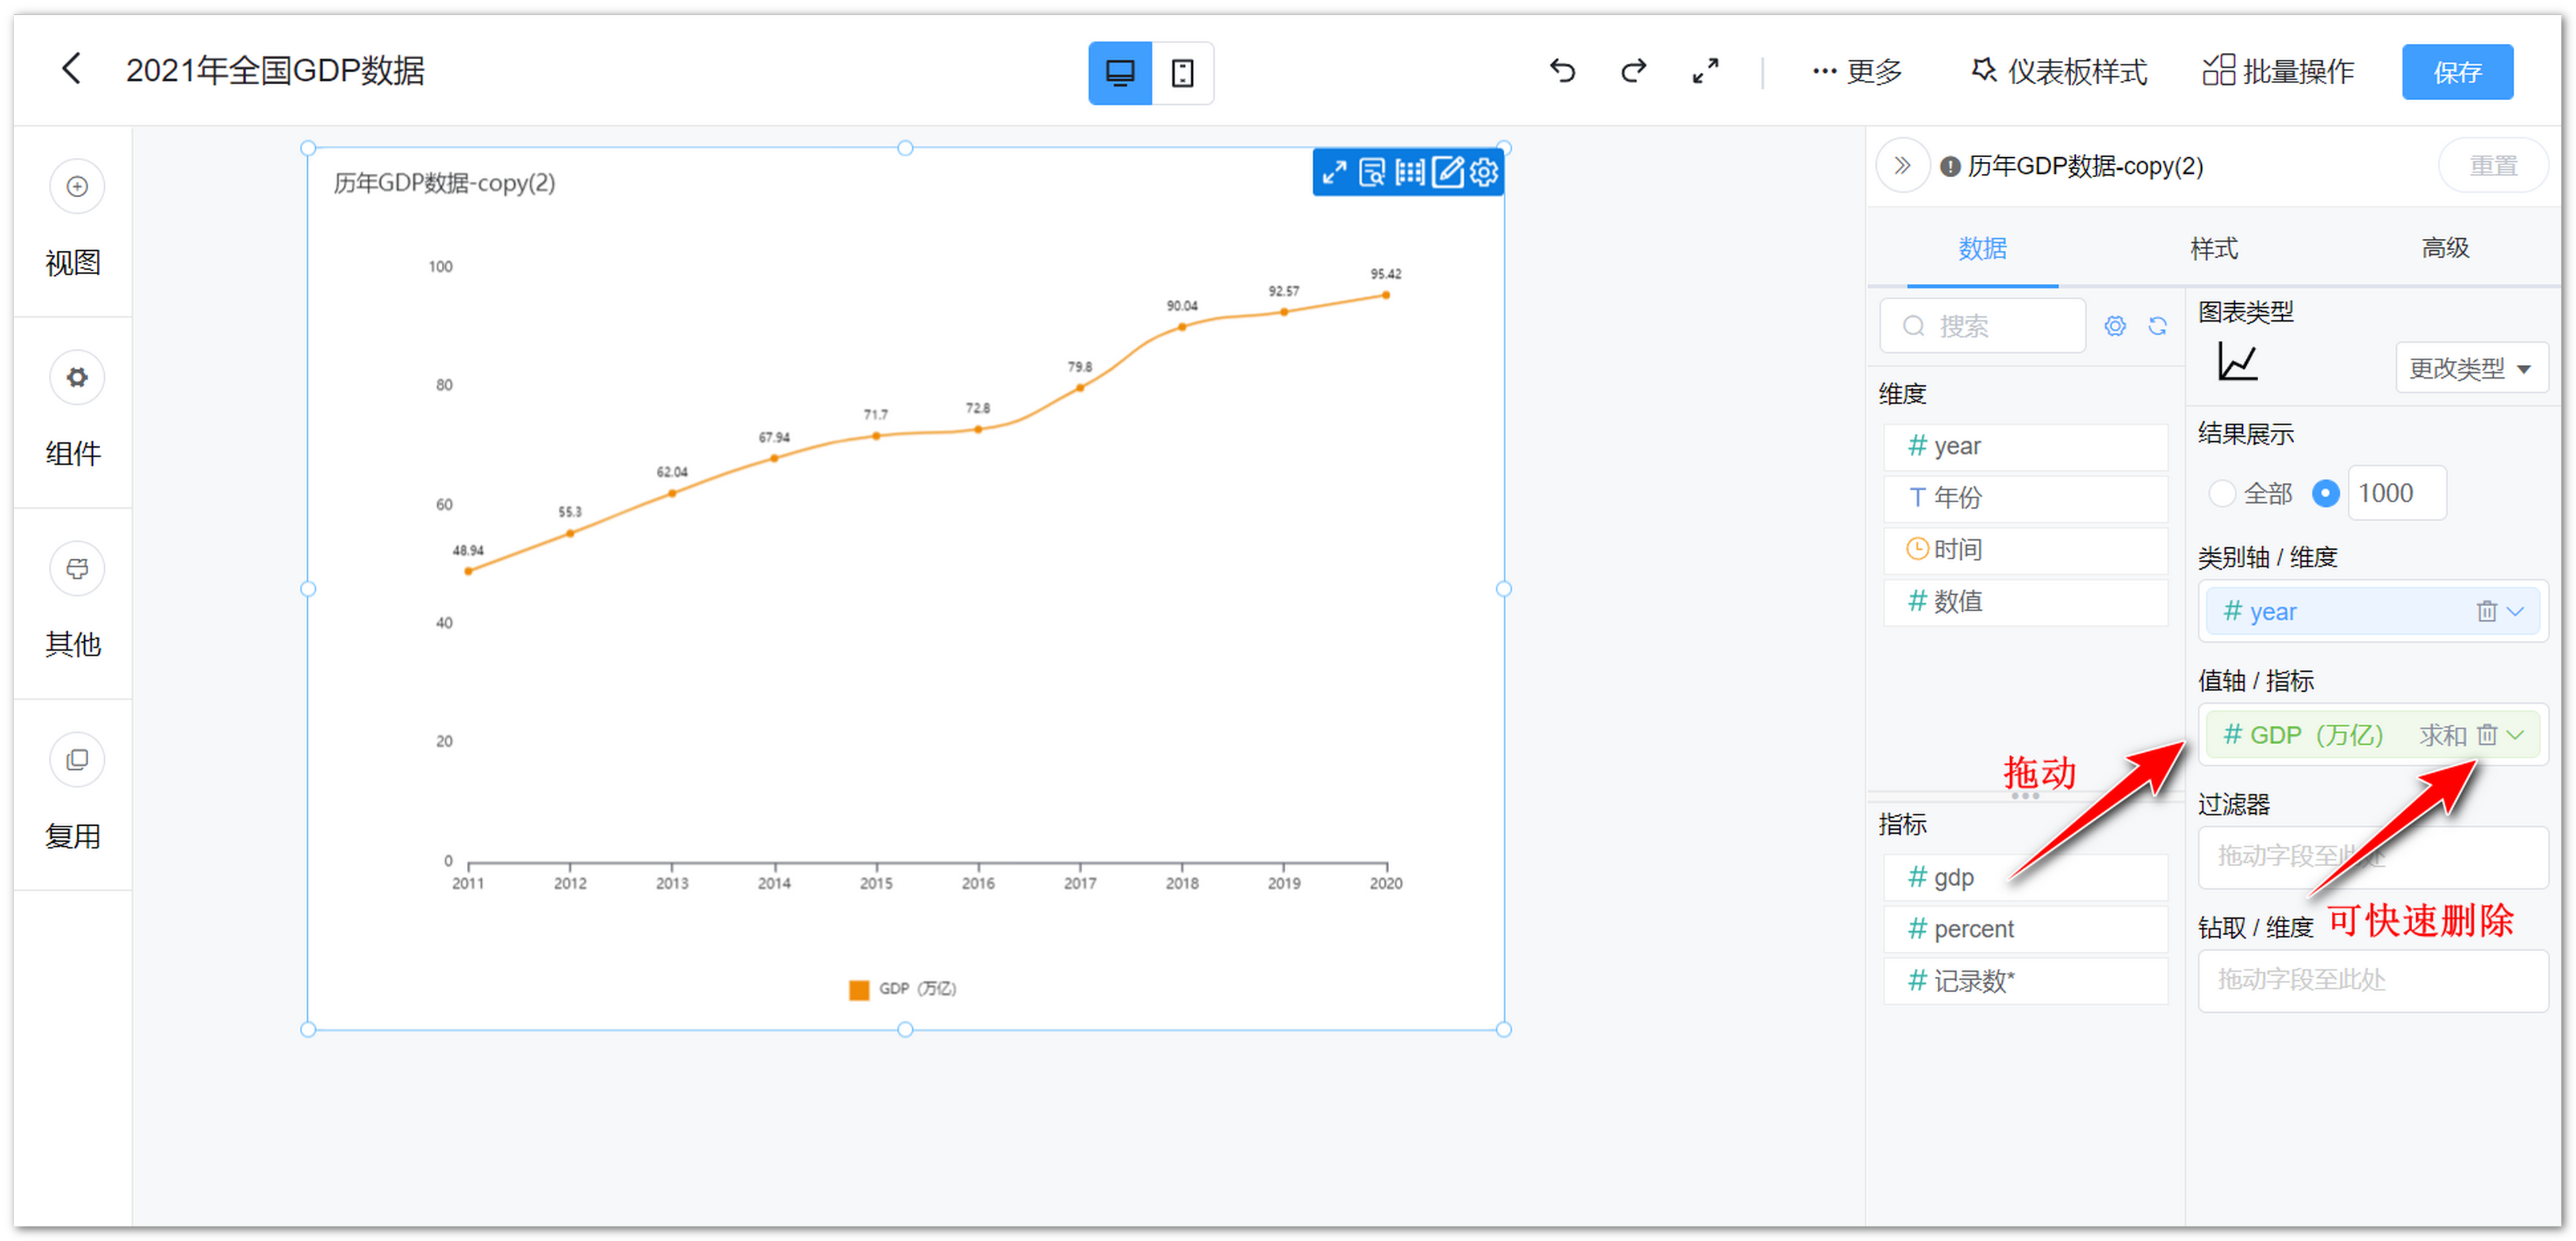 2021年全国GDP数据
更多
仪表板样式
批量操作
保存
视图
组件
其他
复用
历年GDP数据-copy(2)
100
80
60
40
20
0
48.94
55.3
62.04
67.94
71.7
72.8
79.8
90.04
92.57
95.42
2011 2012 2013 2014 2015 2016 2017 2018 2019 2020
GDP（万亿）
历年GDP数据-copy(2)
重置
数据 样式 高级
搜索
维度
# year
T 年份
时间
# 数值
拖动
指标
# gdp
# percent
# 记录数*
图表类型
更改类型
结果展示
全部 1000
类别轴 / 维度
# year
值轴 / 指标
# GDP（万亿） 求和
过滤器
拖动字段至此处
可快速删除
钻取 / 维度
拖动字段至此处